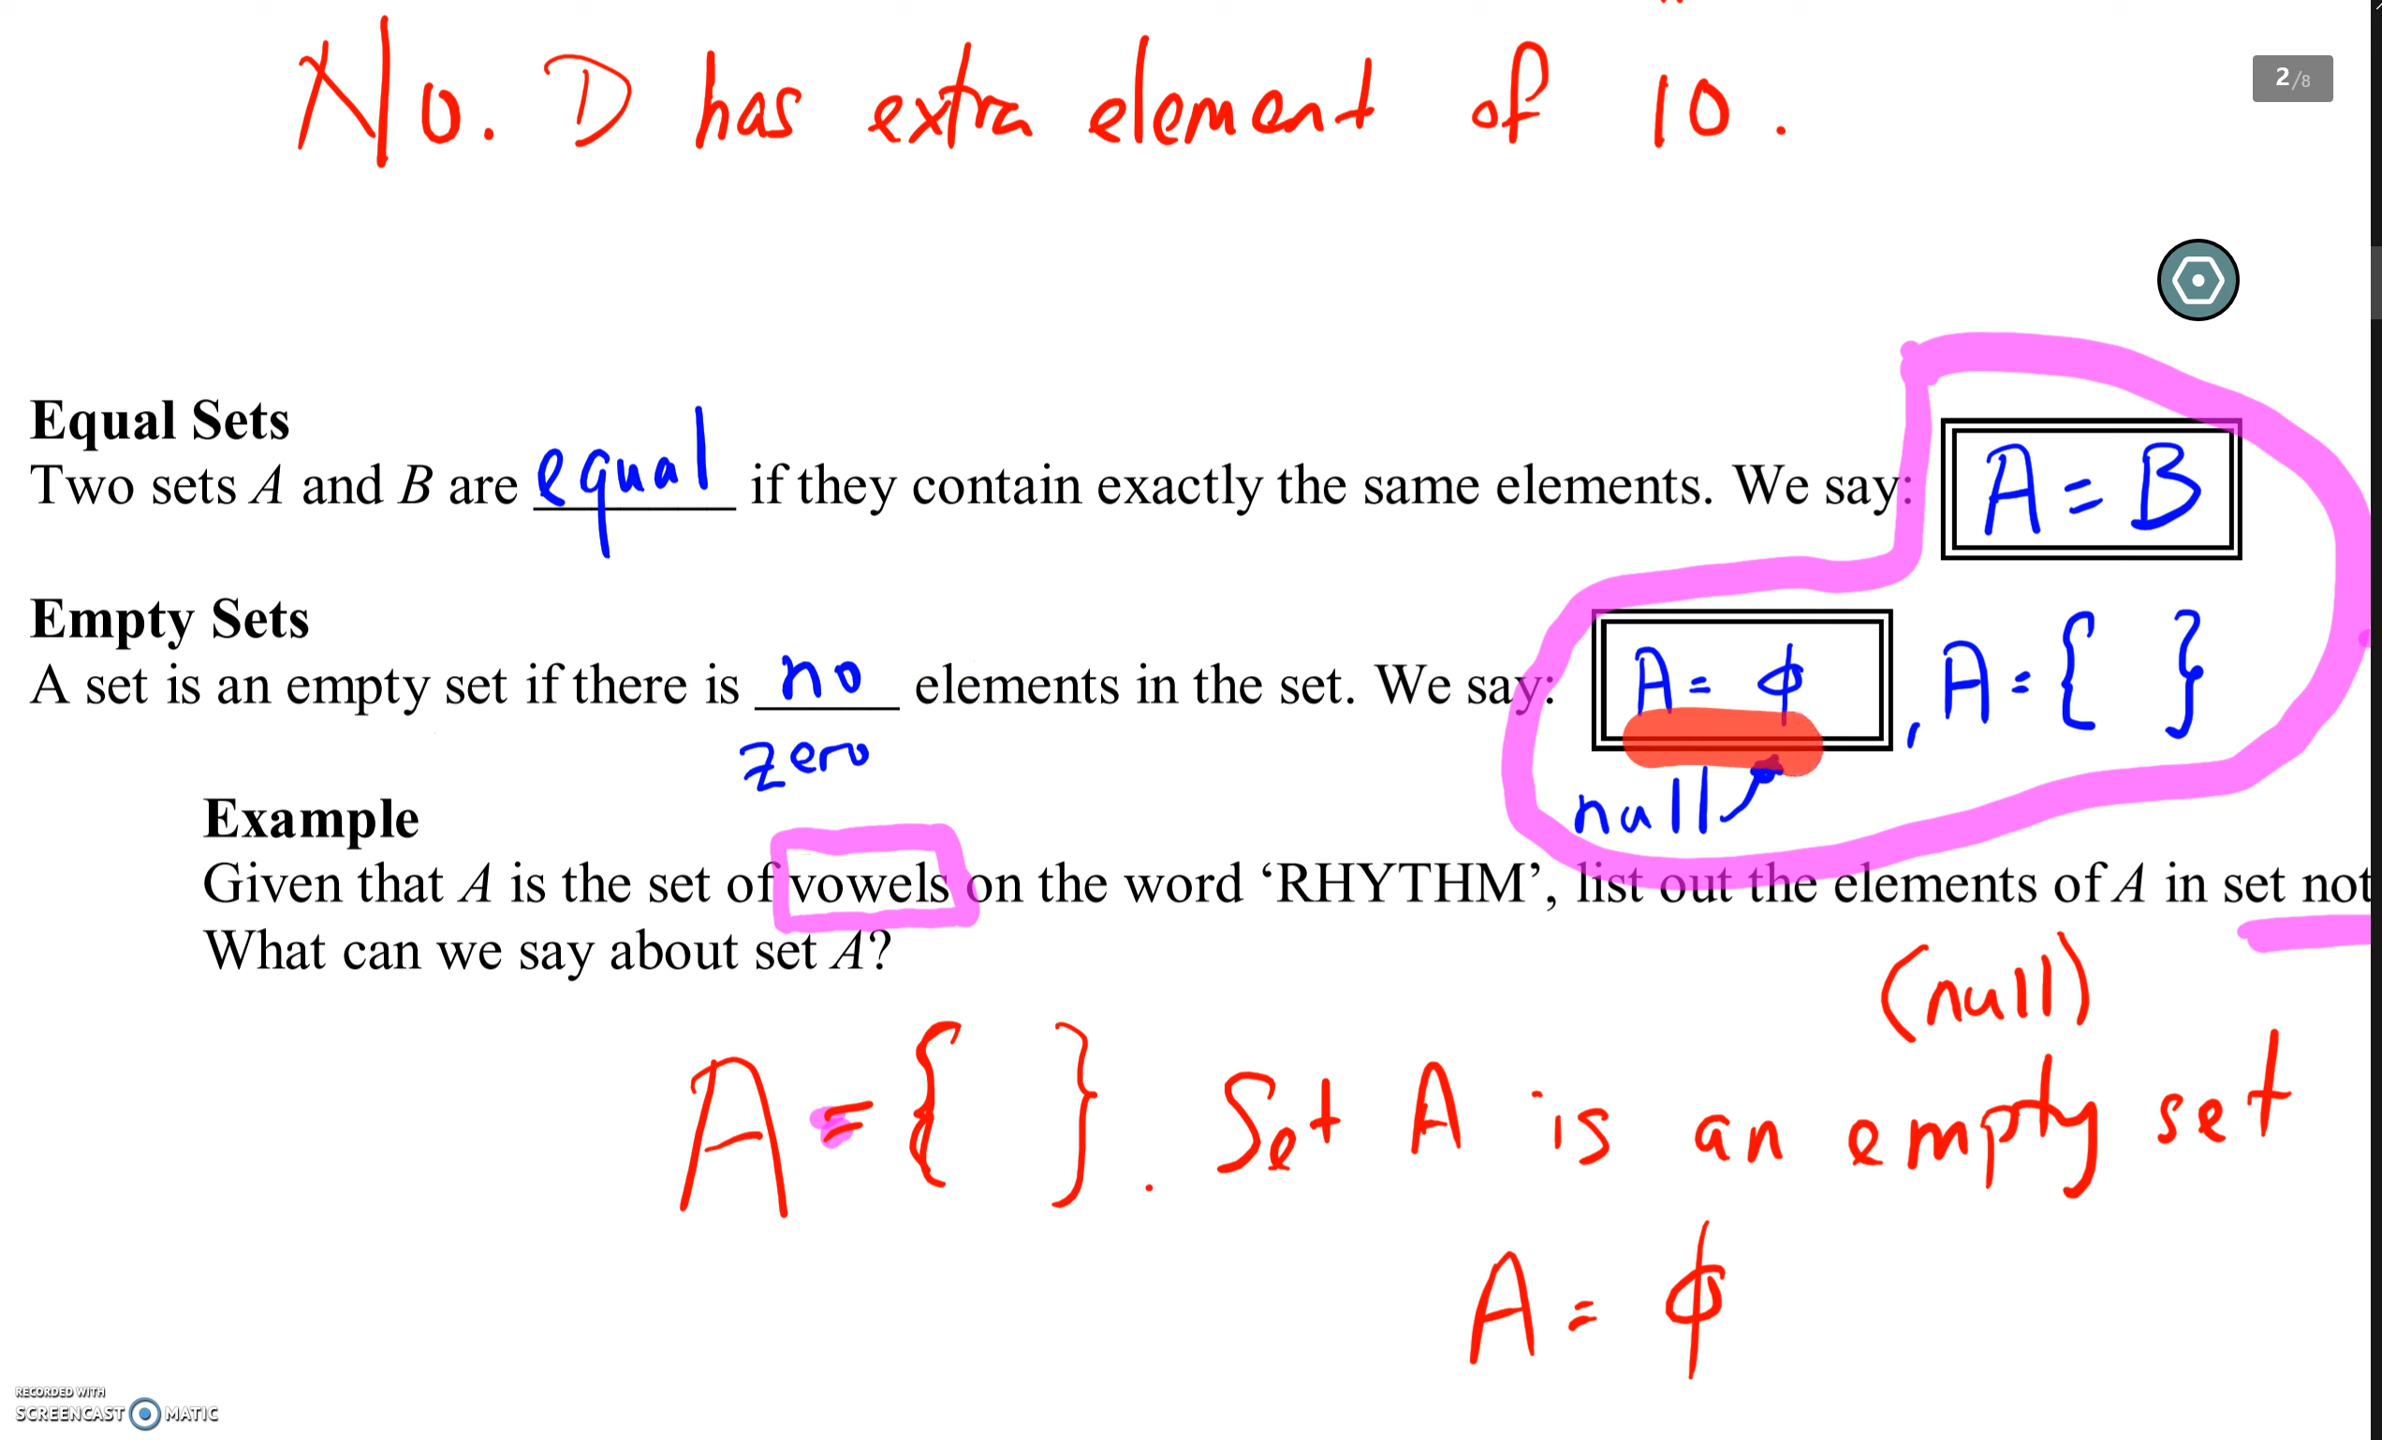 No. D has extra element of 10.
2/8
Equal Sets
Two sets A and B are equal if they contain exactly the same elements. We say: A = B
Empty Sets
A set is an empty set if there is no elements in the set. We say: A = ϕ , A = { }
zero
null
Example
Given that A is the set of vowels on the word ‘RHYTHM’, list out the elements of A in set not
What can we say about set A?
(null)
A = { }. Set A is an empty set
A = ϕ
RECORDED WITH
SCREENCAST MATIC